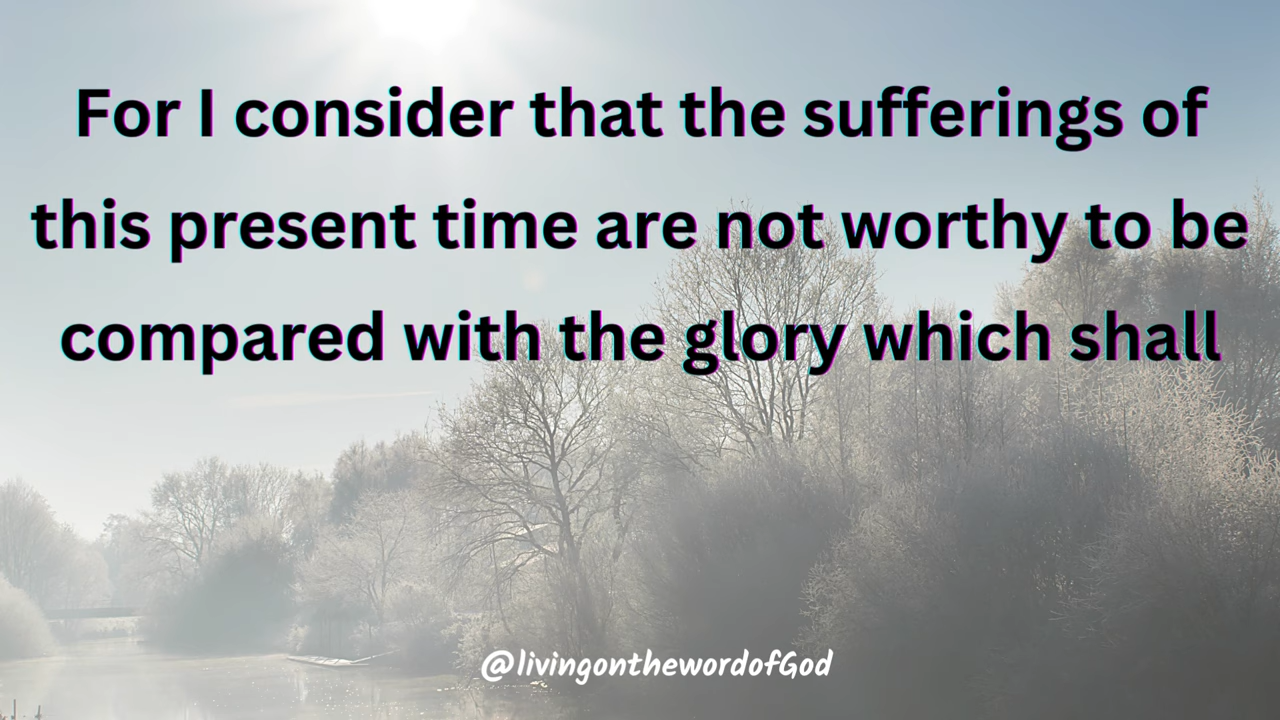 For I consider that the sufferings of
this present time are not worthy to be
compared with the glory which shall
@livingonthewordofGod